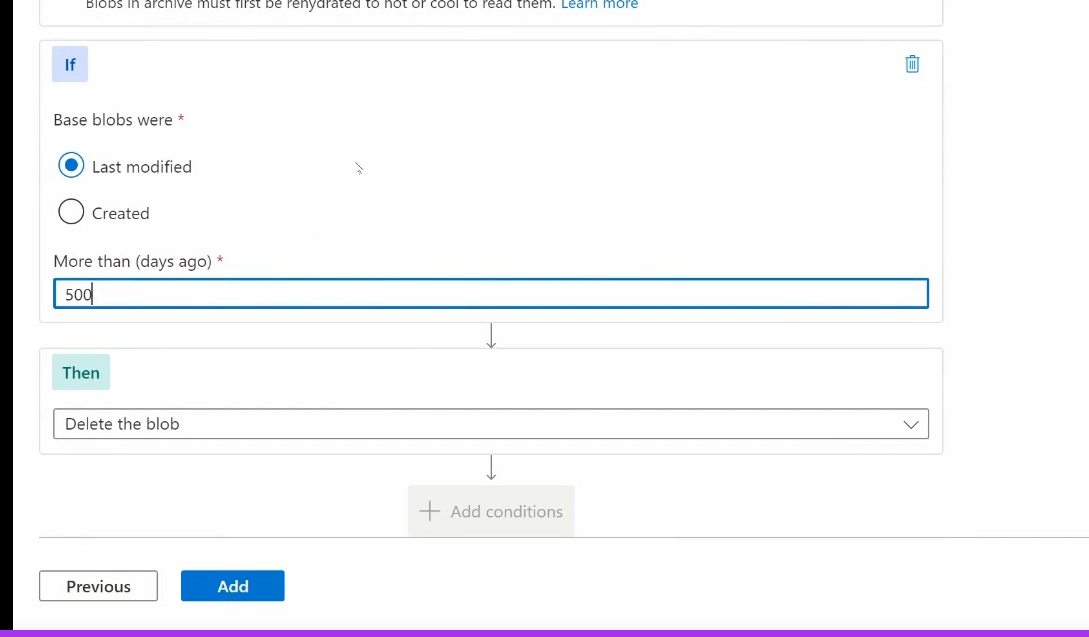 Blobs in archive must first be rehydrated to hot or cool to read them. Learn more
If
Base blobs were *
Last modified
Created
More than (days ago) *
500
Then
Delete the blob
Add conditions
Previous
Add